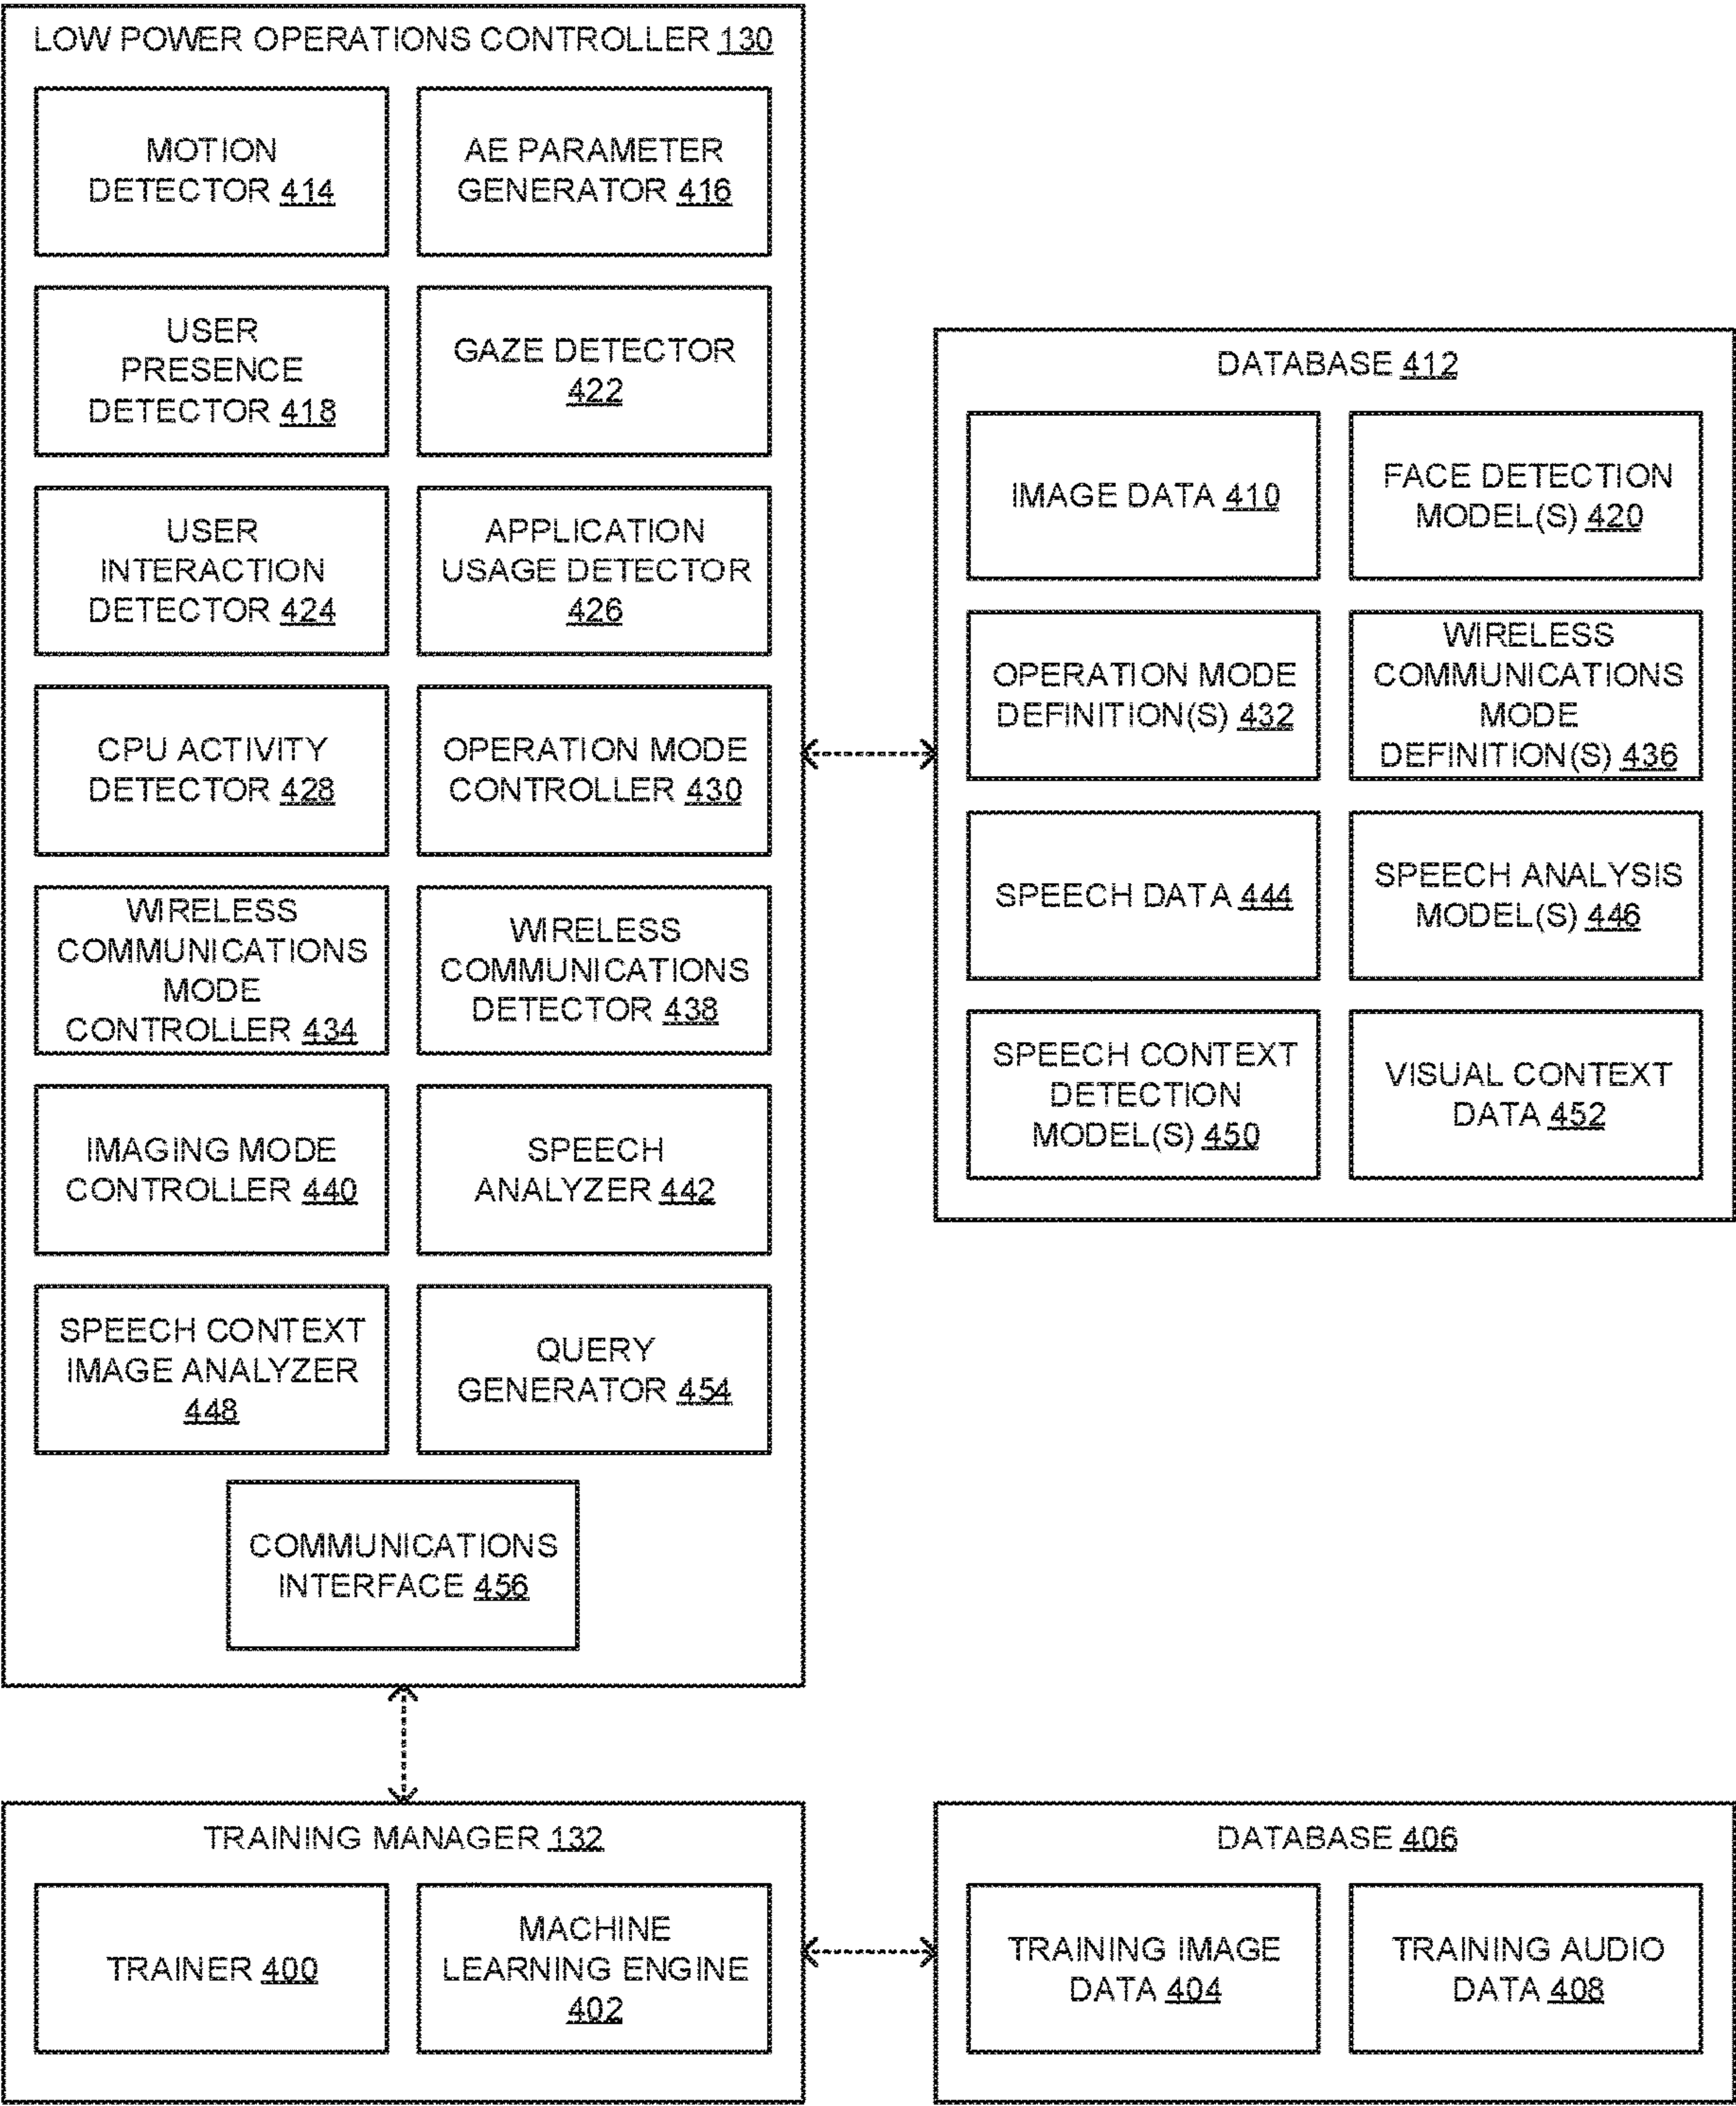 LOW POWER OPERATIONS CONTROLLER 130
MOTION
DETECTOR 414
AE PARAMETER
GENERATOR 416
USER
PRESENCE
DETECTOR 418
GAZE DETECTOR
422
USER
INTERACTION
DETECTOR 424
APPLICATION
USAGE DETECTOR
426
CPU ACTIVITY
DETECTOR 428
OPERATION MODE
CONTROLLER 430
WIRELESS
COMMUNICATIONS
MODE
CONTROLLER 434
WIRELESS
COMMUNICATIONS
DETECTOR 438
IMAGING MODE
CONTROLLER 440
SPEECH
ANALYZER 442
SPEECH CONTEXT
IMAGE ANALYZER
448
QUERY
GENERATOR 454
COMMUNICATIONS
INTERFACE 456
DATABASE 412
IMAGE DATA 410
FACE DETECTION
MODEL(S) 420
OPERATION MODE
DEFINITION(S) 432
WIRELESS
COMMUNICATIONS
MODE
DEFINITION(S) 436
SPEECH DATA 444
SPEECH ANALYSIS
MODEL(S) 446
SPEECH CONTEXT
DETECTION
MODEL(S) 450
VISUAL CONTEXT
DATA 452
TRAINING MANAGER 132
TRAINER 400
MACHINE
LEARNING ENGINE
402
DATABASE 406
TRAINING IMAGE
DATA 404
TRAINING AUDIO
DATA 408